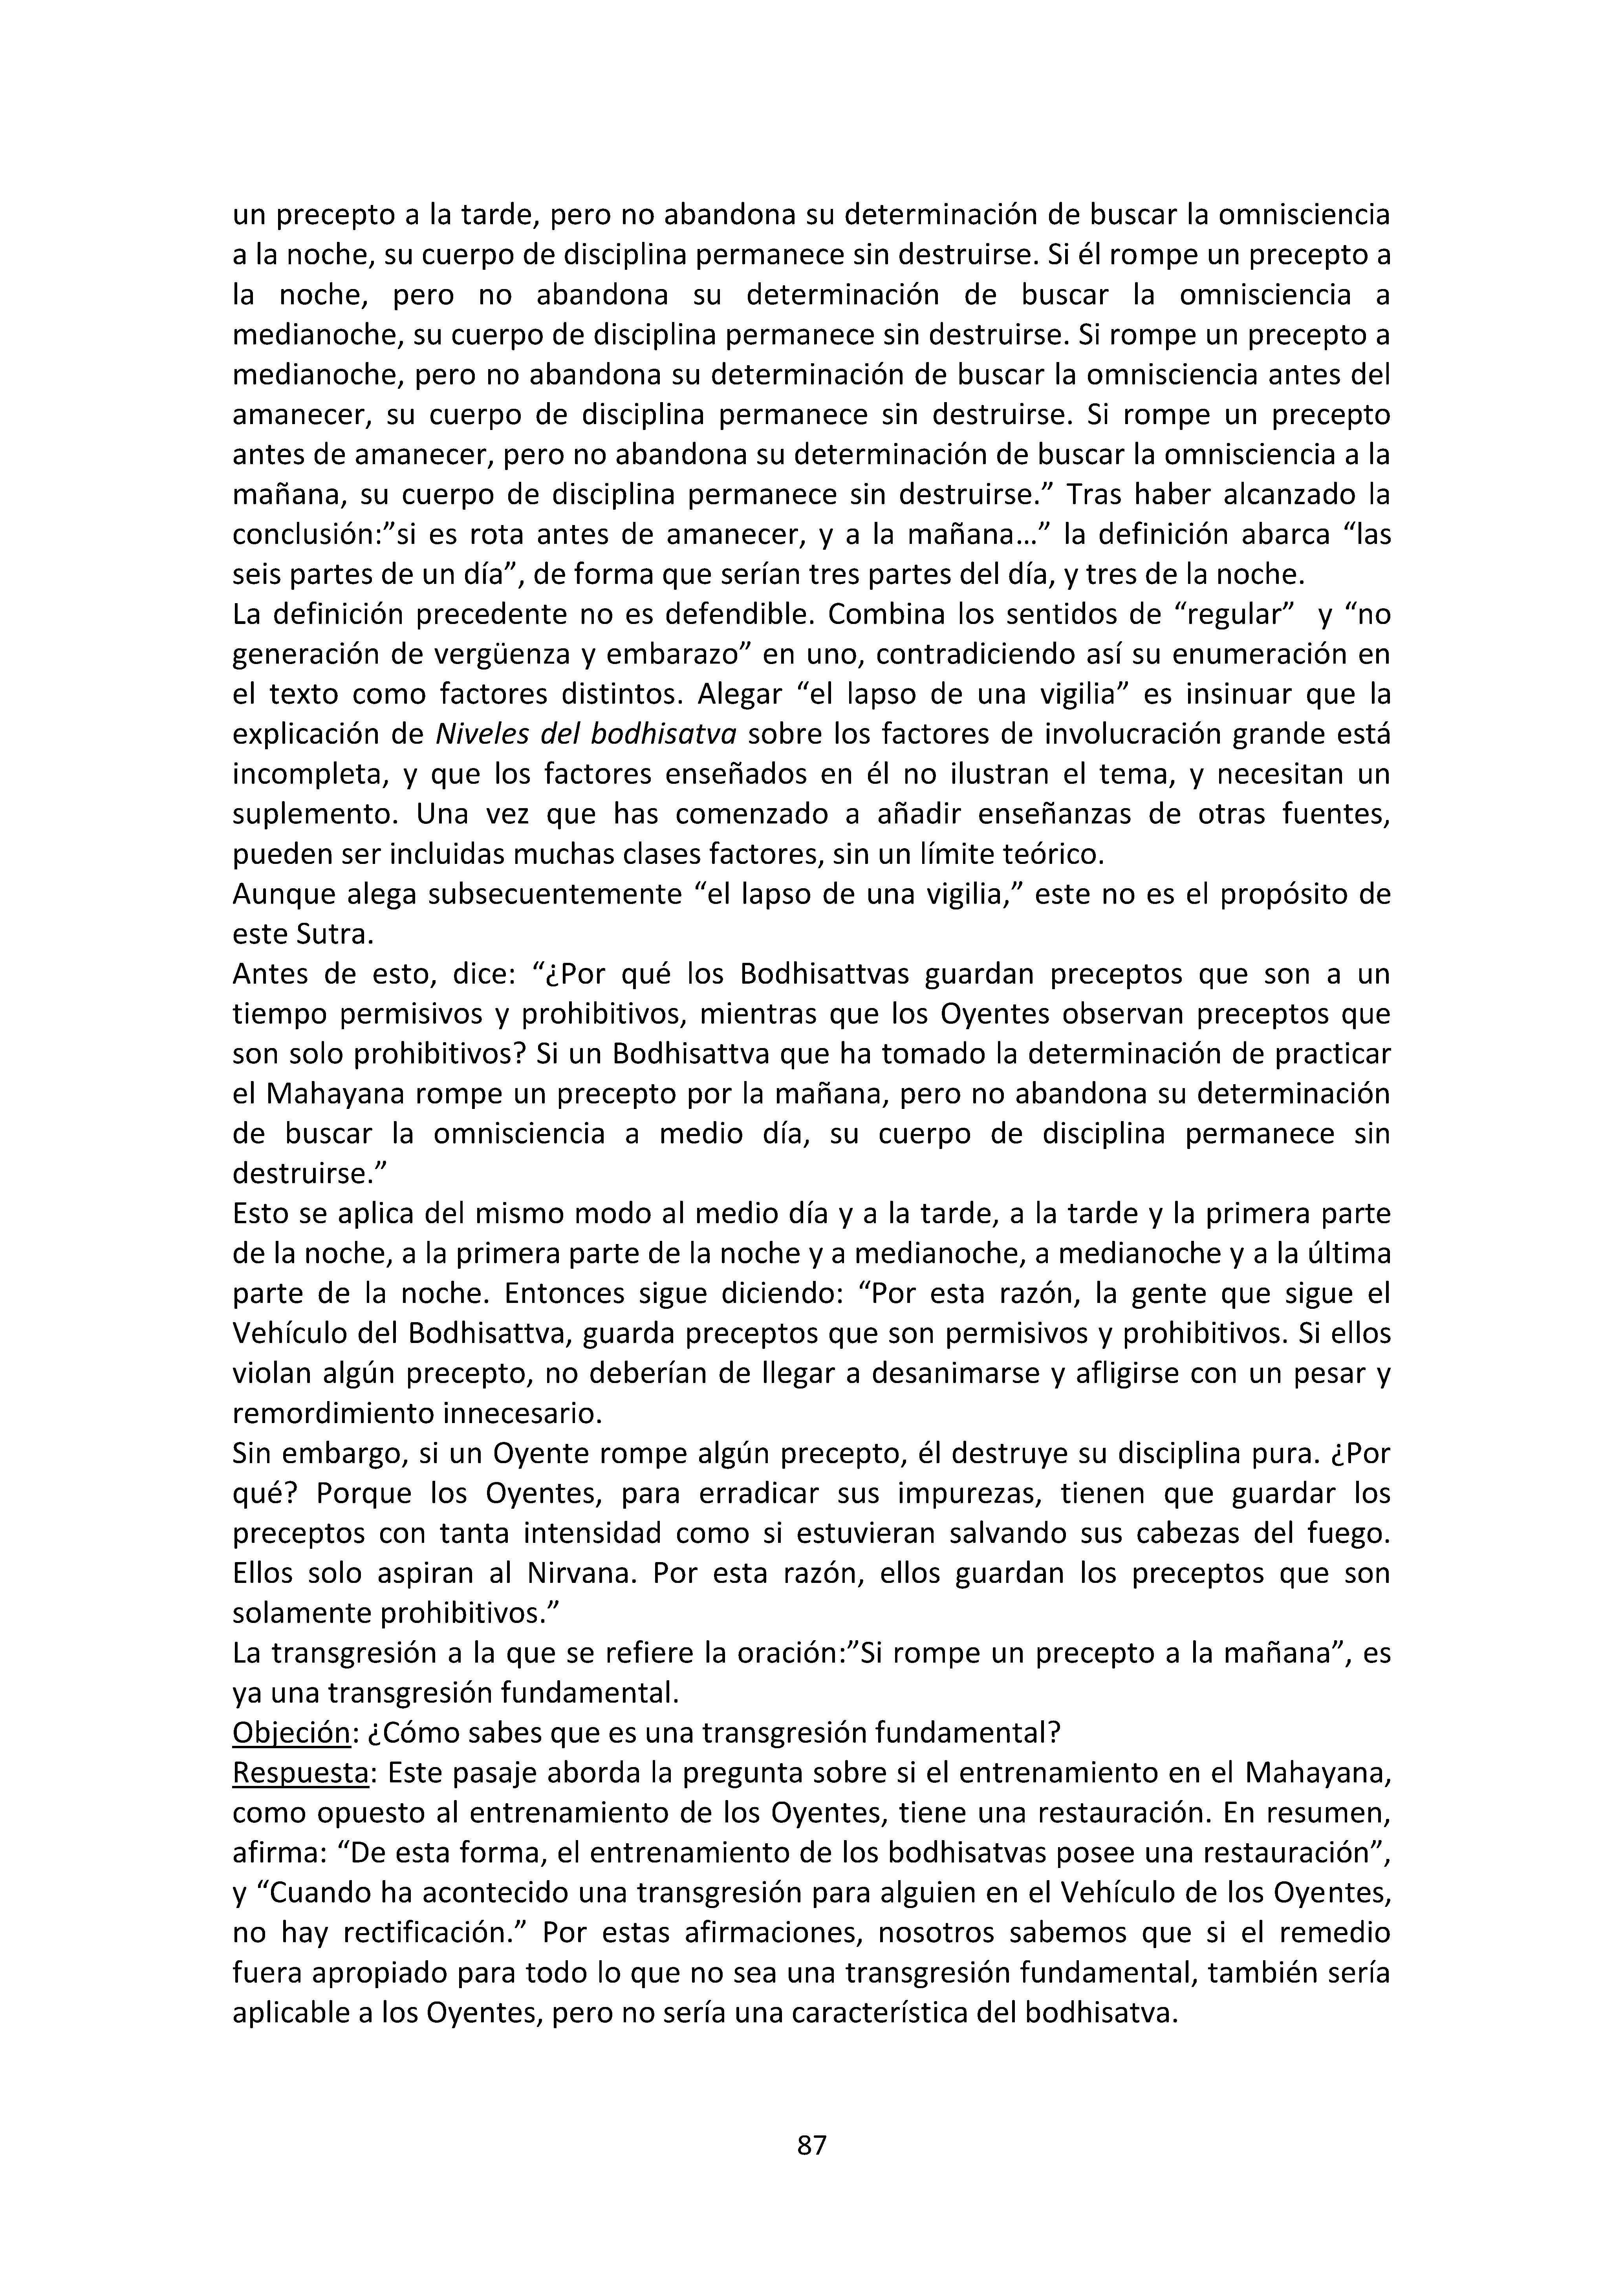 un precepto a la tarde, pero no abandona su determinación de buscar la omnisciencia
a la noche, su cuerpo de disciplina permanece sin destruirse. Si él rompe un precepto a
la noche, pero no abandona su determinación de buscar la omnisciencia a
medianoche, su cuerpo de disciplina permanece sin destruirse. Si rompe un precepto a
medianoche, pero no abandona su determinación de buscar la omnisciencia antes del
amanecer, su cuerpo de disciplina permanece sin destruirse. Si rompe un precepto
antes de amanecer, pero no abandona su determinación de buscar la omnisciencia a la
mañana, su cuerpo de disciplina permanece sin destruirse.” Tras haber alcanzado la
conclusión:”si es rota antes de amanecer, y a la mañana…” la definición abarca “las
seis partes de un día”, de forma que serían tres partes del día, y tres de la noche.
La definición precedente no es defendible. Combina los sentidos de “regular” y “no
generación de vergüenza y embarazo” en uno, contradiciendo así su enumeración en
el texto como factores distintos. Alegar “el lapso de una vigilia” es insinuar que la
explicación de Niveles del bodhisatva sobre los factores de involucración grande está
incompleta, y que los factores enseñados en él no ilustran el tema, y necesitan un
suplemento. Una vez que has comenzado a añadir enseñanzas de otras fuentes,
pueden ser incluidas muchas clases factores, sin un límite teórico.
Aunque alega subsecuentemente “el lapso de una vigilia,” este no es el propósito de
este Sutra.
Antes de esto, dice: “¿Por qué los Bodhisattvas guardan preceptos que son a un
tiempo permisivos y prohibitivos, mientras que los Oyentes observan preceptos que
son solo prohibitivos? Si un Bodhisattva que ha tomado la determinación de practicar
el Mahayana rompe un precepto por la mañana, pero no abandona su determinación
de buscar la omnisciencia a medio día, su cuerpo de disciplina permanece sin
destruirse.”
Esto se aplica del mismo modo al medio día y a la tarde, a la tarde y la primera parte
de la noche, a la primera parte de la noche y a medianoche, a medianoche y a la última
parte de la noche. Entonces sigue diciendo: “Por esta razón, la gente que sigue el
Vehículo del Bodhisattva, guarda preceptos que son permisivos y prohibitivos. Si ellos
violan algún precepto, no deberían de llegar a desanimarse y afligirse con un pesar y
remordimiento innecesario.
Sin embargo, si un Oyente rompe algún precepto, él destruye su disciplina pura. ¿Por
qué? Porque los Oyentes, para erradicar sus impurezas, tienen que guardar los
preceptos con tanta intensidad como si estuvieran salvando sus cabezas del fuego.
Ellos solo aspiran al Nirvana. Por esta razón, ellos guardan los preceptos que son
solamente prohibitivos.”
La transgresión a la que se refiere la oración:”Si rompe un precepto a la mañana”, es
ya una transgresión fundamental.
Objeción: ¿Cómo sabes que es una transgresión fundamental?
Respuesta: Este pasaje aborda la pregunta sobre si el entrenamiento en el Mahayana,
como opuesto al entrenamiento de los Oyentes, tiene una restauración. En resumen,
afirma: “De esta forma, el entrenamiento de los bodhisatvas posee una restauración”,
y “Cuando ha acontecido una transgresión para alguien en el Vehículo de los Oyentes,
no hay rectificación.” Por estas afirmaciones, nosotros sabemos que si el remedio
fuera apropiado para todo lo que no sea una transgresión fundamental, también sería
aplicable a los Oyentes, pero no sería una característica del bodhisatva.
87